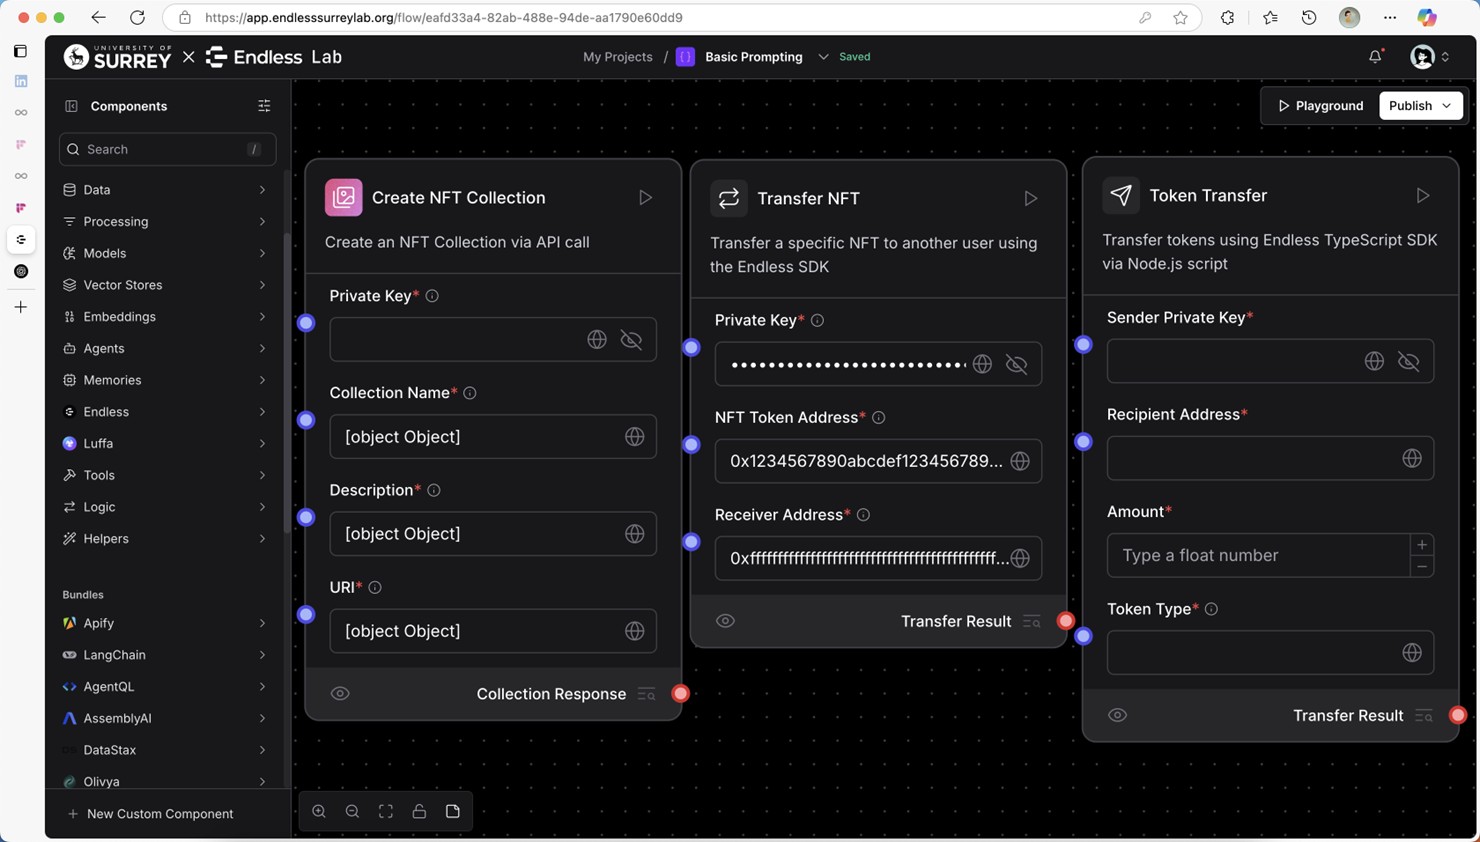 https://app.endlesssurreylab.org/flow/eafd33a4-82ab-488e-94de-aa1790e60dd9
UNIVERSITY OF
SURREY
Endless Lab
My Projects / Basic Prompting
Saved
Components
Playground
Publish
Search /
Data
Processing
Models
Vector Stores
Embeddings
Agents
Memories
Endless
Luffa
Tools
Logic
Helpers
Bundles
Apify
LangChain
AgentQL
AssemblyAI
DataStax
Olivya
New Custom Component
Create NFT Collection
Create an NFT Collection via API call
Private Key*
Collection Name*
[object Object]
Description*
[object Object]
URI*
[object Object]
Collection Response
Transfer NFT
Transfer a specific NFT to another user using
the Endless SDK
Private Key*
••••••••••••••••••••••••••
NFT Token Address*
0x1234567890abcdef123456789...
Receiver Address*
Transfer Result
Token Transfer
Transfer tokens using Endless TypeScript SDK
via Node.js script
Sender Private Key*
Recipient Address*
Amount*
Type a float number
Token Type*
Transfer Result